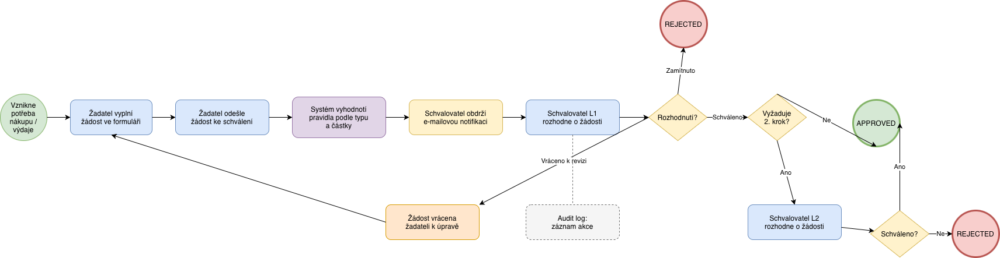 REJECTED
Zamítnuto
Vznikne
potřeba
nákupu /
výdaje
Žadatel vyplní
žádost ve formuláři
Žadatel odešle
žádost ke schválení
Systém vyhodnotí
pravidla podle typu
a částky
Schvalovatel obdrží
e-mailovou notifikaci
Schvalovatel L1
rozhodne o žádosti
Rozhodnutí?
Schváleno
Vyžaduje
2. krok?
Ne
APPROVED
Vráceno k revizi
Ano
Ano
Žádost vrácena
žadateli k úpravě
Audit log:
záznam akce
Schvalovatel L2
rozhodne o žádosti
Schváleno?
Ne
REJECTED